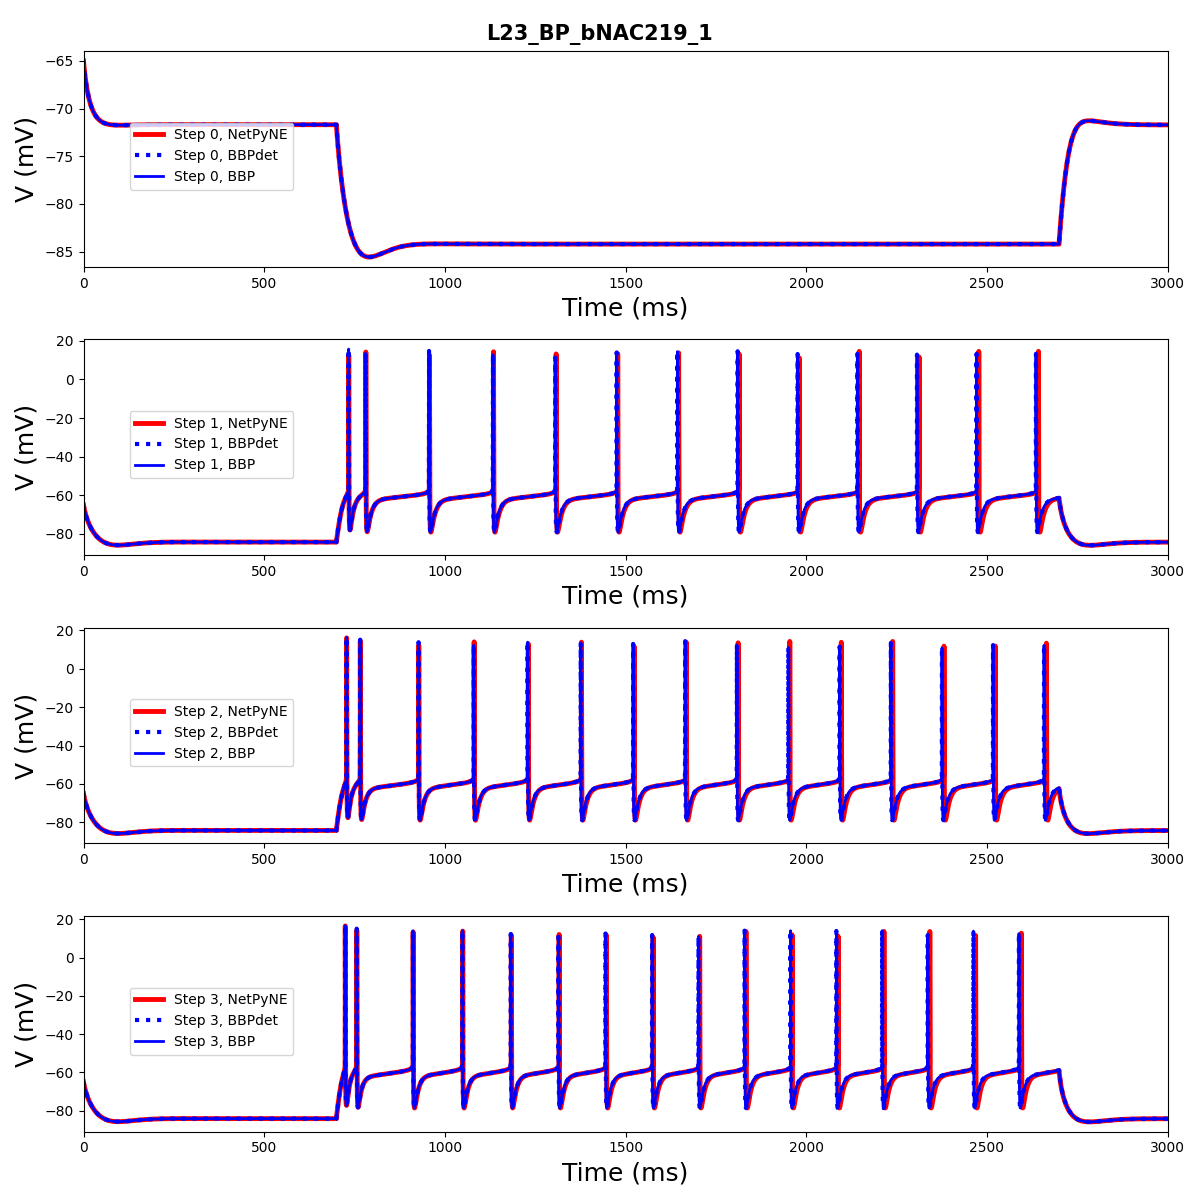 L23_BP_bNAC219_1
−65
−70
−75
−80
−85
V (mV)
Step 0, NetPyNE
Step 0, BBPdet
Step 0, BBP
0 500 1000 1500 2000 2500 3000
Time (ms)
20
0
−20
−40
−60
−80
V (mV)
Step 1, NetPyNE
Step 1, BBPdet
Step 1, BBP
0 500 1000 1500 2000 2500 3000
Time (ms)
20
0
−20
−40
−60
−80
V (mV)
Step 2, NetPyNE
Step 2, BBPdet
Step 2, BBP
0 500 1000 1500 2000 2500 3000
Time (ms)
20
0
−20
−40
−60
−80
V (mV)
Step 3, NetPyNE
Step 3, BBPdet
Step 3, BBP
0 500 1000 1500 2000 2500 3000
Time (ms)